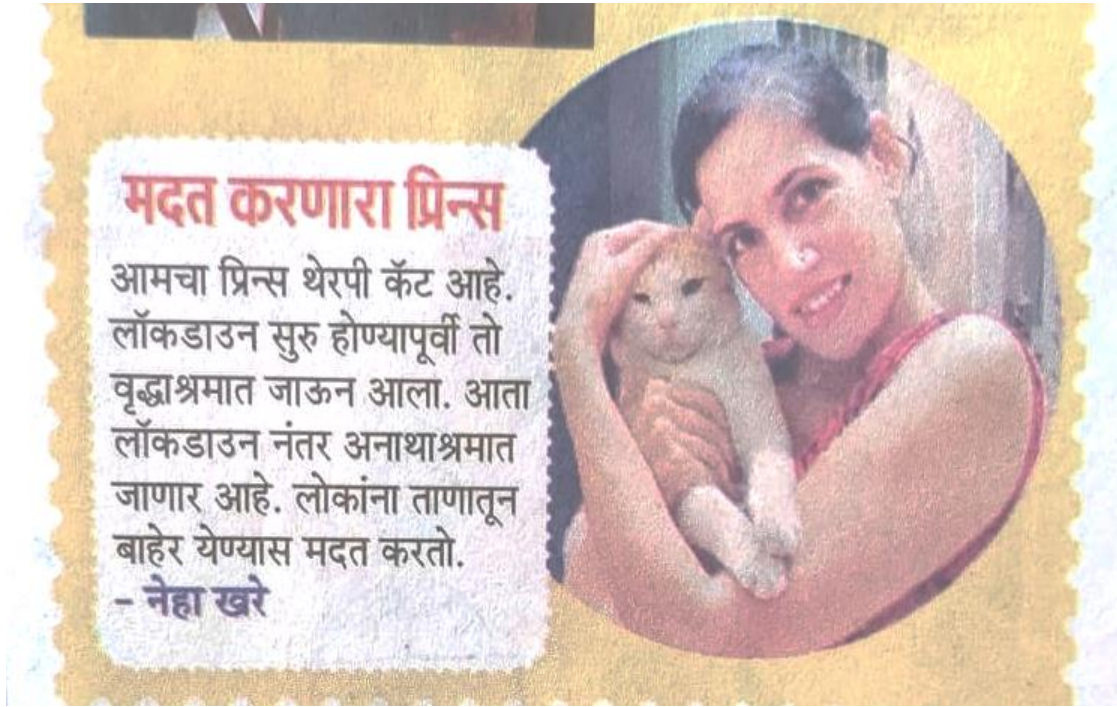 मदत करणारा प्रिन्स
आमचा प्रिन्स थेरपी कॅट आहे.
लॉकडाउन सुरु होण्यापूर्वी तो
वृद्धाश्रमात जाऊन आला. आता
लॉकडाउन नंतर अनाथाश्रमात
जाणार आहे. लोकांना ताणातून
बाहेर येण्यास मदत करतो.
– नेहा खरे